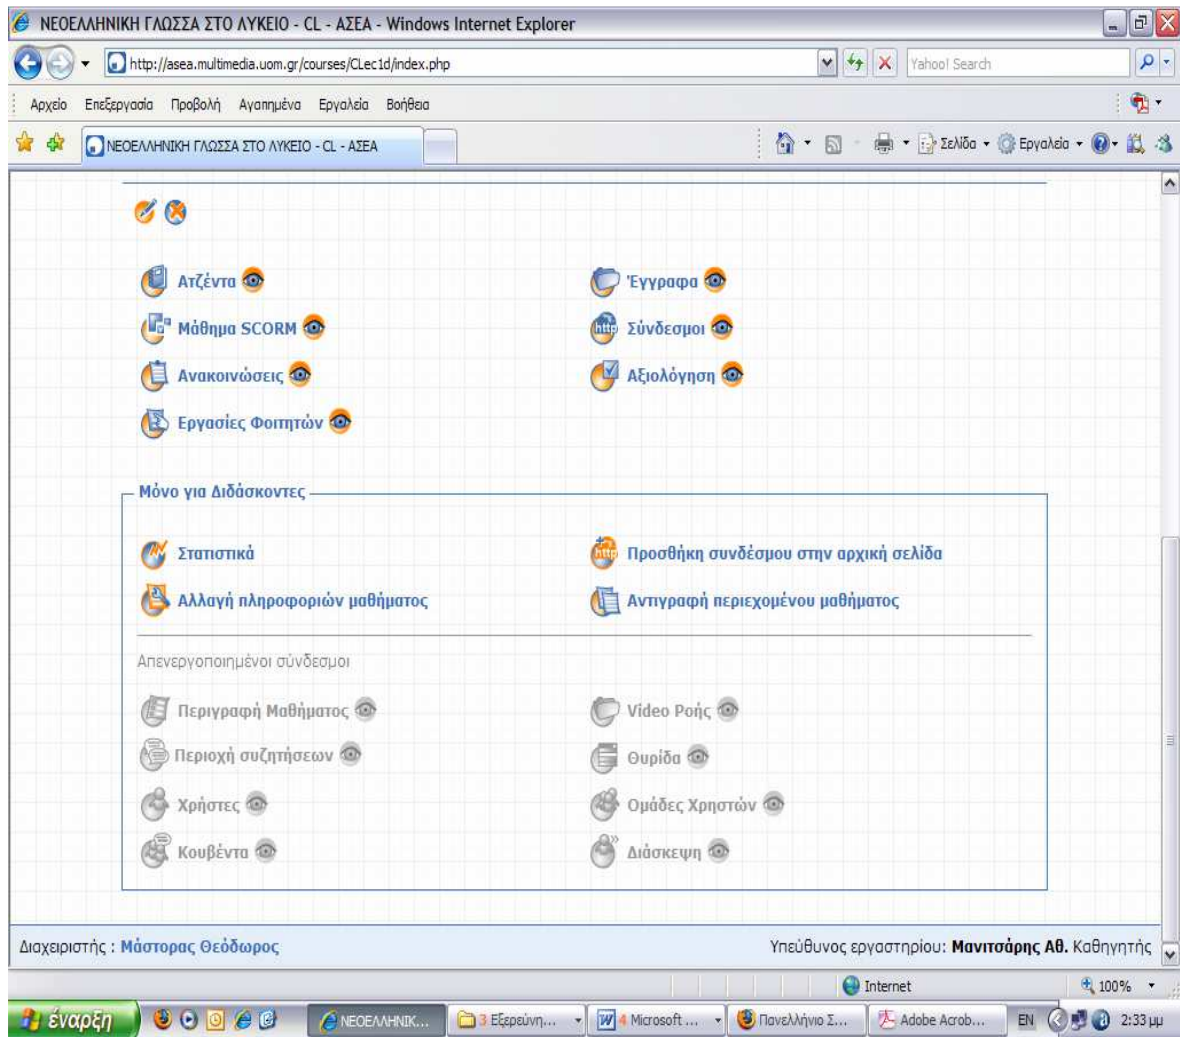 ΝΕΟΕΛΛΗΝΙΚΗ ΓΛΩΣΣΑ ΣΤΟ ΛΥΚΕΙΟ - CL - ΑΣΕΑ - Windows Internet Explorer
http://asea.multimedia.uom.gr/courses/CLec1d/index.php
Yahoo! Search
Αρχείο Επεξεργασία Προβολή Αγαπημένα Εργαλεία Βοήθεια
ΝΕΟΕΛΛΗΝΙΚΗ ΓΛΩΣΣΑ ΣΤΟ ΛΥΚΕΙΟ - CL - ΑΣΕΑ
Σελίδα Εργαλεία
Ατζέντα Έγγραφα
Μάθημα SCORM http Σύνδεσμοι
Ανακοινώσεις Αξιολόγηση
Εργασίες Φοιτητών
Μόνο για Διδάσκοντες
Στατιστικά http Προσθήκη συνδέσμου στην αρχική σελίδα
Αλλαγή πληροφοριών μαθήματος Αντιγραφή περιεχομένου μαθήματος
Απενεργοποιημένοι σύνδεσμοι
Περιγραφή Μαθήματος Video Ροής
Περιοχή συζητήσεων Θυρίδα
Χρήστες Ομάδες Χρηστών
Κουβέντα Διάσκεψη
Διαχειριστής : Μάστορας Θεόδωρος Υπεύθυνος εργαστηρίου: Μανιτσάρης Αθ. Καθηγητής
Internet 100%
έναρξη ΝΕΟΕΛΛΗΝΙΚ... 3 Εξερεύνη... 4 Microsoft ... Πανελλήνιο Σ... Adobe Acrob... EN 2:33 μμ